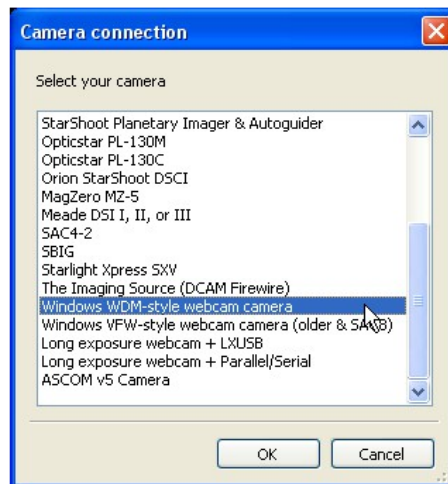 Camera connection
Select your camera
StarShoot Planetary Imager & Autoguider
Opticstar PL-130M
Opticstar PL-130C
Orion StarShoot DSCI
MagZero MZ-5
Meade DSI I, II, or III
SAC4-2
SBIG
Starlight Xpress SXV
The Imaging Source (DCAM Firewire)
Windows WDM-style webcam camera
Windows VFW-style webcam camera (older &
Long exposure webcam + LXUSB
Long exposure webcam + Parallel/Serial
ASCOM v5 Camera
OK
Cancel